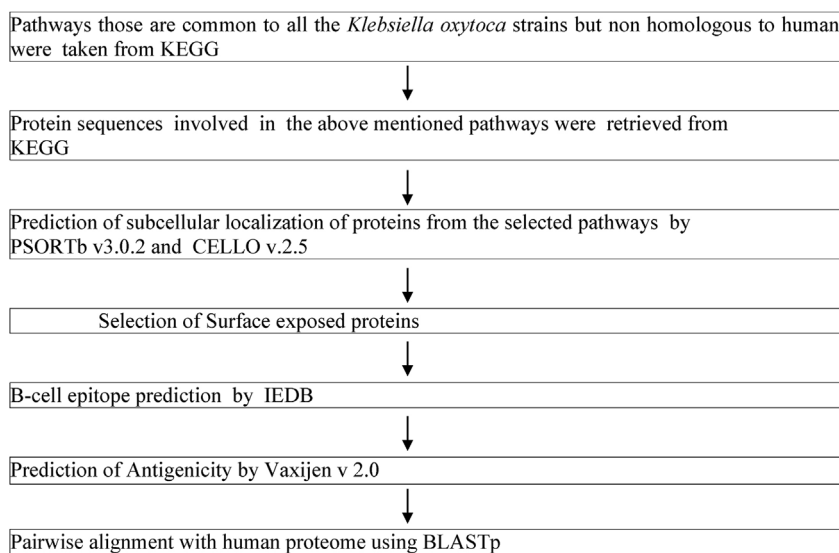 Pathways those are common to all the Klebsiella oxytoca strains but non homologous to human
were taken from KEGG
Protein sequences involved in the above mentioned pathways were retrieved from
KEGG
Prediction of subcellular localization of proteins from the selected pathways by
PSORTb v3.0.2 and CELLO v.2.5
Selection of Surface exposed proteins
B-cell epitope prediction by IEDB
Prediction of Antigenicity by Vaxijen v 2.0
Pairwise alignment with human proteome using BLASTp